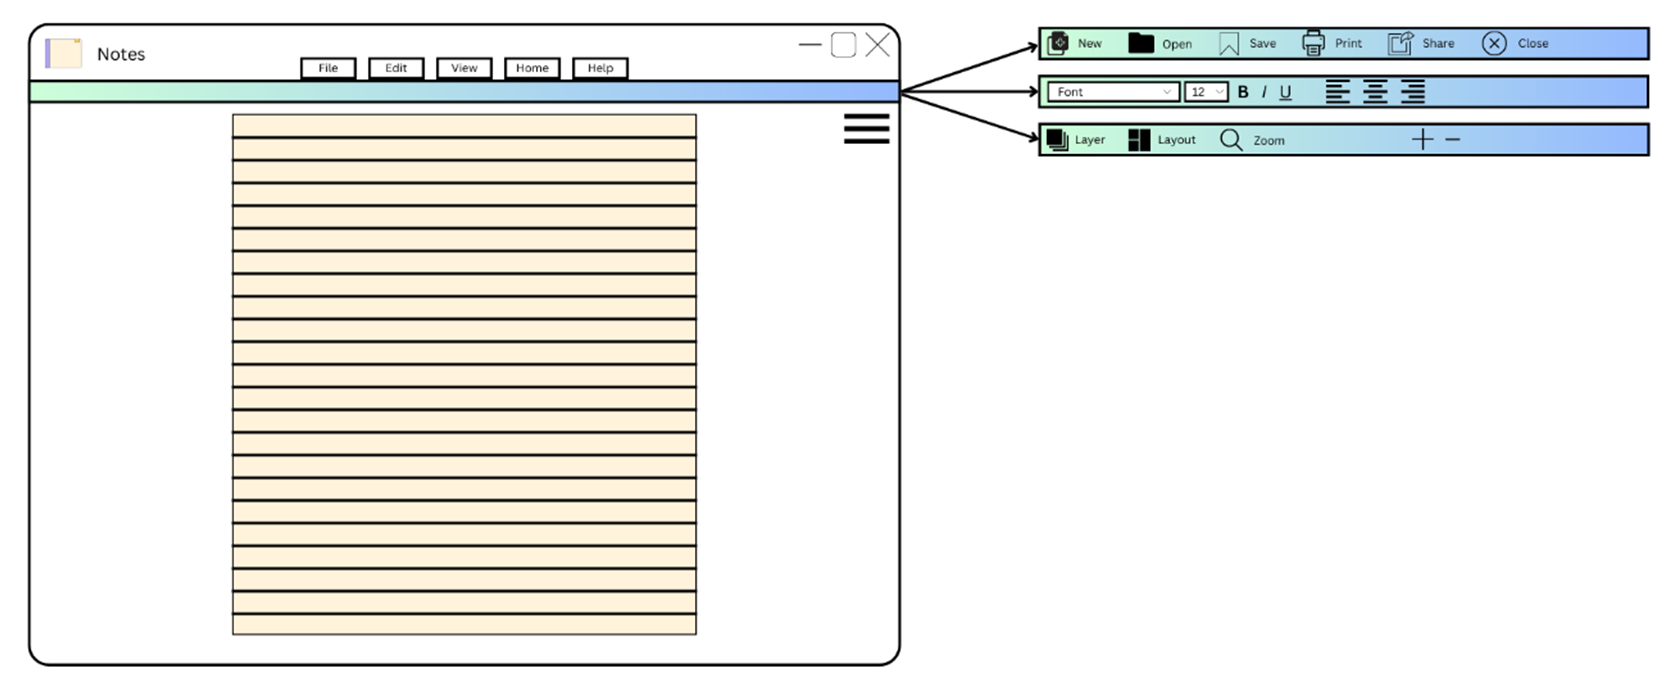 Notes
File Edit View Home Help
New Open Save Print Share Close
Font 12 B I U
Layer Layout Zoom + −